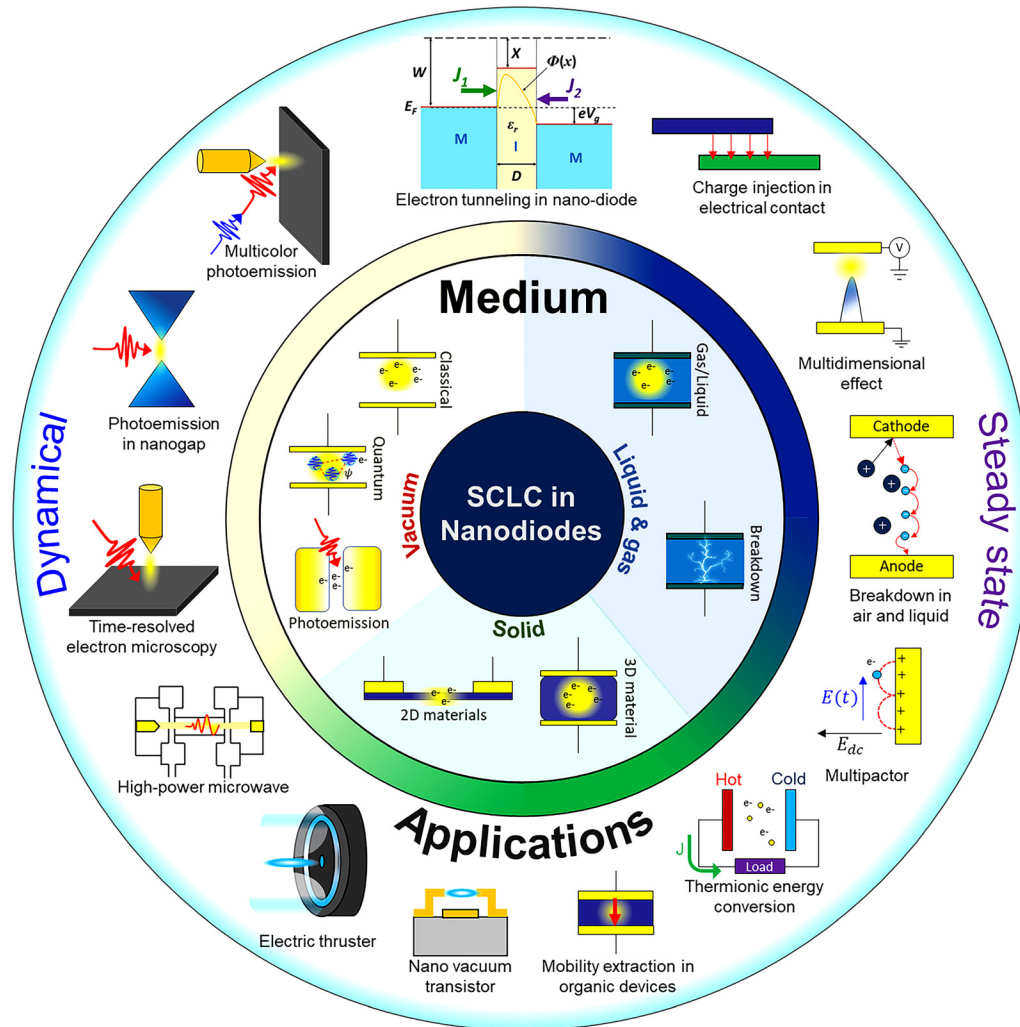 W
X
Φ(x)
J1
J2
EF
eVg
εr
M
I
M
D
Electron tunneling in nano-diode
Charge injection in
electrical contact
V
Multidimensional
effect
Steady state
Cathode
+
+
+
-
-
-
-
Anode
Breakdown in
air and liquid
e-
E(t)
Edc
+
+
+
+
Multipactor
Hot
Cold
e-
e-
e-
J
Load
Thermionic energy
conversion
Applications
Mobility extraction in
organic devices
Nano vacuum
transistor
Electric thruster
High-power microwave
Dynamical
Time-resolved
electron microscopy
Photoemission
in nanogap
Multicolor
photoemission
Medium
Classical
e-
e-
e-
e-
e-
Quantum
e-
ψ
Vacuum
e-
e-
e-
e-
Photoemission
Gas/Liquid
e-
e-
e-
e-
e-
Liquid & gas
Breakdown
SCLC in
Nanodiodes
Solid
e-
e-
e-
e-
2D materials
3D material
e-
e-
e-
e-
e-